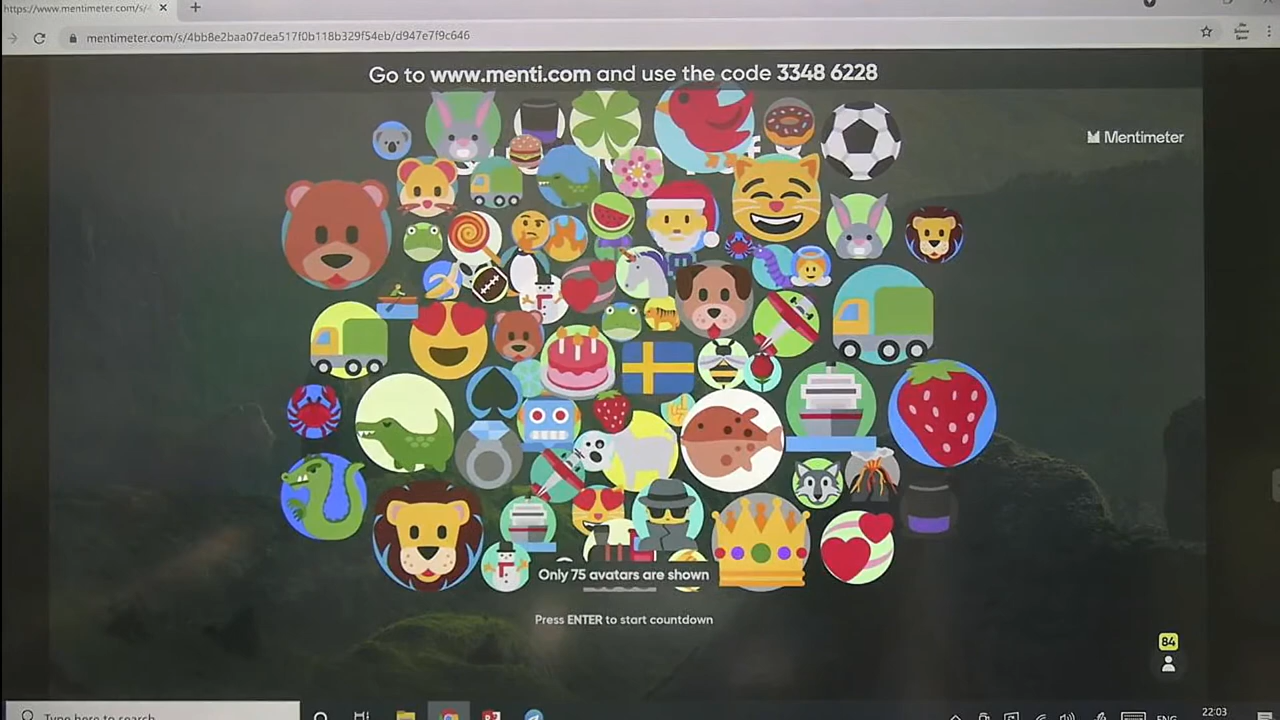 https://www.mentimeter.com/s/4
mentimeter.com/s/4bb8e2baa07dea517f0b118b329f54eb/d947e7f9c646
Go to www.menti.com and use the code 3348 6228
Mentimeter
Only 75 avatars are shown
Press ENTER to start countdown
84
Type here to search
ENG
22:03